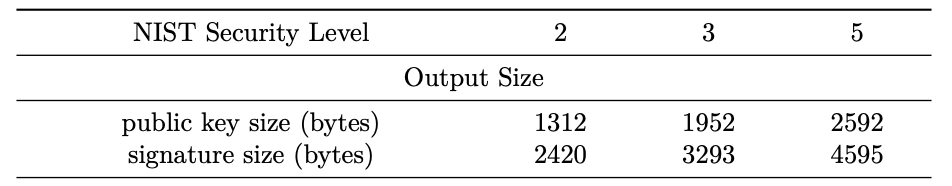 NIST Security Level 2 3 5
Output Size
public key size (bytes) 1312 1952 2592
signature size (bytes) 2420 3293 4595